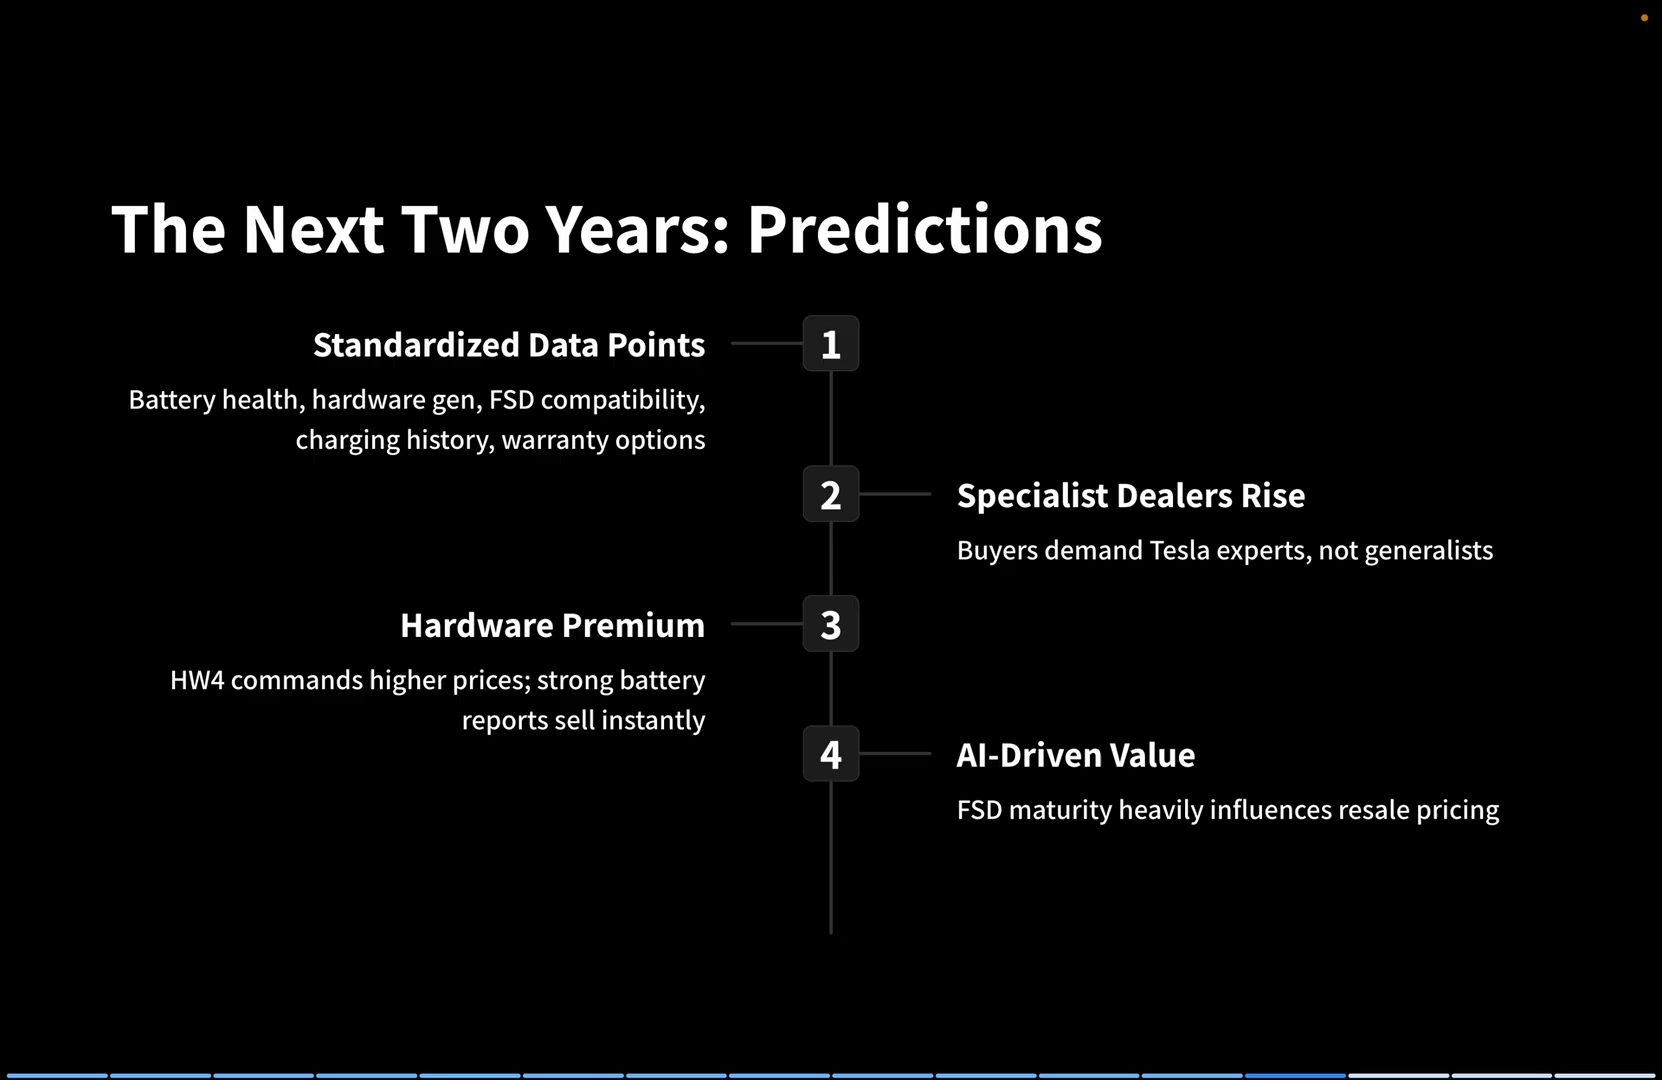 The Next Two Years: Predictions
1
Standardized Data Points
Battery health, hardware gen, FSD compatibility,
charging history, warranty options
2
Specialist Dealers Rise
Buyers demand Tesla experts, not generalists
3
Hardware Premium
HW4 commands higher prices; strong battery
reports sell instantly
4
AI-Driven Value
FSD maturity heavily influences resale pricing